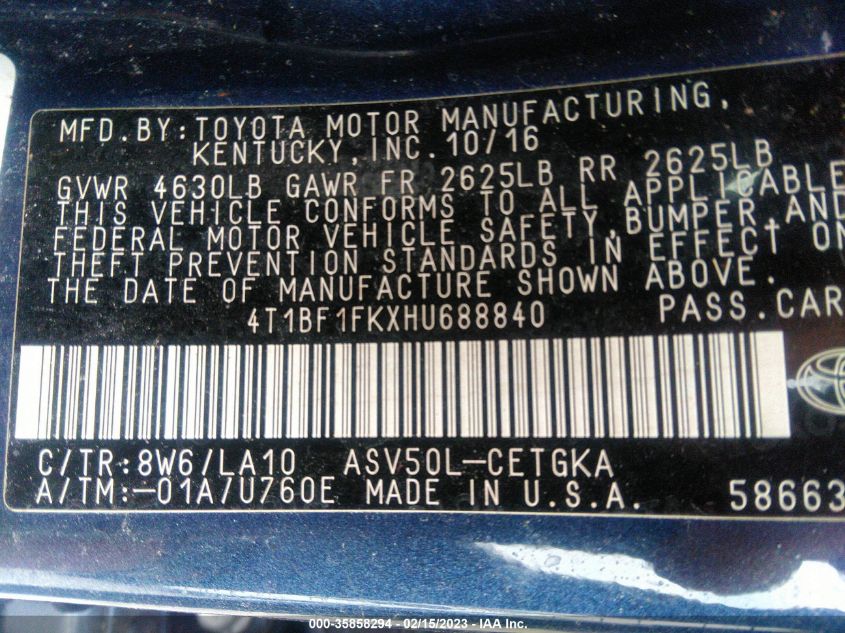 MFD.BY:TOYOTA MOTOR MANUFACTURING,
KENTUCKY,INC. 10/16
GVWR 4630LB GAWR FR 2625LB RR 2625LB
THIS VEHICLE CONFORMS TO ALL APPLICABLE
FEDERAL MOTOR VEHICLE SAFETY,BUMPER,AND
THEFT PREVENTION STANDARDS IN EFFECT ON
THE DATE OF MANUFACTURE SHOWN ABOVE.
4T1BF1FKXHU688840 PASS.CAR
C/TR:8W6/LA10 ASV50L-CETGKA
A/TM:-01A/U760E MADE IN U.S.A. 58663
000-35858294 - 02/15/2023 - © IAA Inc.